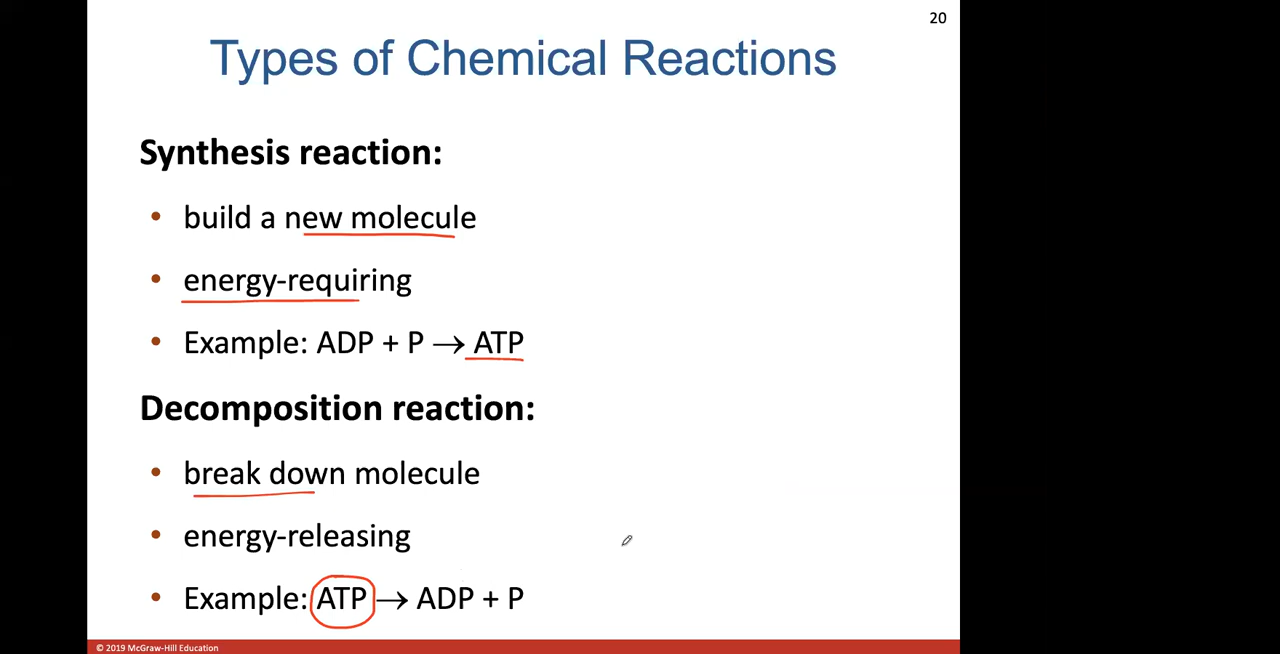 20
Types of Chemical Reactions
Synthesis reaction:
• build a new molecule
• energy-requiring
• Example: ADP + P → ATP
Decomposition reaction:
• break down molecule
• energy-releasing
• Example: ATP → ADP + P
© 2019 McGraw-Hill Education